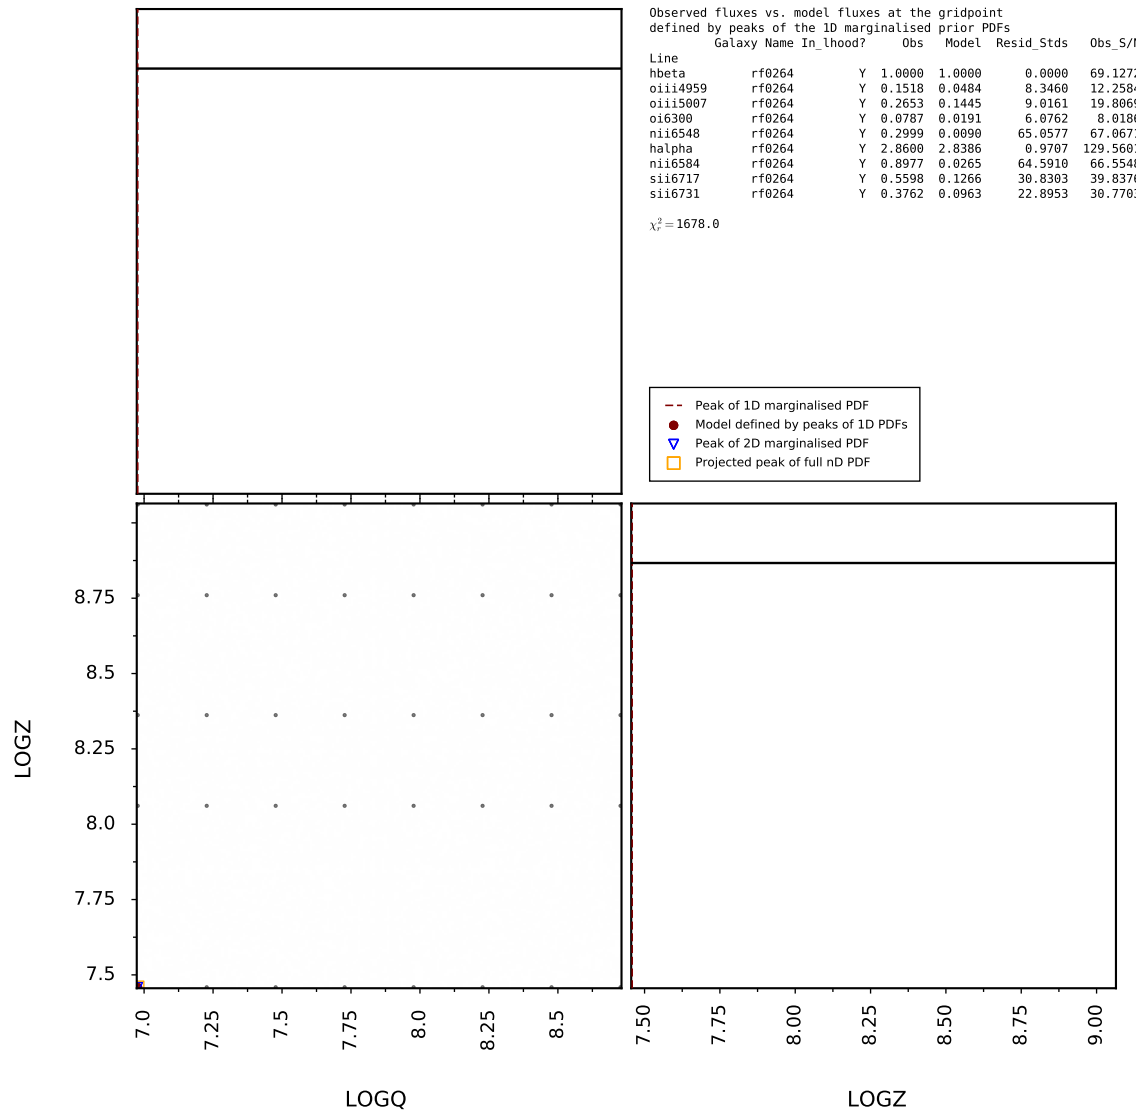 Observed fluxes vs. model fluxes at the gridpoint
defined by peaks of the 1D marginalised prior PDFs
Galaxy Name In_lhood? Obs Model Resid_Stds Obs_S/N
Line
hbeta rf0264 Y 1.0000 1.0000 0.0000 69.1272
oiii4959 rf0264 Y 0.1518 0.0484 8.3460 12.2584
oiii5007 rf0264 Y 0.2653 0.1445 9.0161 19.8069
oi6300 rf0264 Y 0.0787 0.0191 6.0762 8.0186
nii6548 rf0264 Y 0.2999 0.0090 65.0577 67.0671
halpha rf0264 Y 2.8600 2.8386 0.9707 129.5601
nii6584 rf0264 Y 0.8977 0.0265 64.5910 66.5548
sii6717 rf0264 Y 0.5598 0.1266 30.8303 39.8376
sii6731 rf0264 Y 0.3762 0.0963 22.8953 30.7703
χ²ᵣ = 1678.0
Peak of 1D marginalised PDF
Model defined by peaks of 1D PDFs
Peak of 2D marginalised PDF
Projected peak of full nD PDF
8.75
8.5
8.25
8.0
7.75
7.5
LOGZ
7.0 7.25 7.5 7.75 8.0 8.25 8.5
LOGQ
7.50 7.75 8.00 8.25 8.50 8.75 9.00
LOGZ